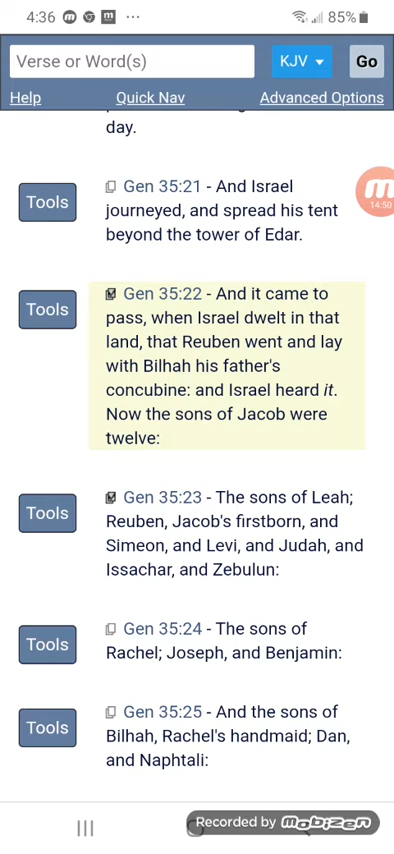 4:36 85%
Verse or Word(s) KJV Go
Help Quick Nav Advanced Options
day.
Tools
Gen 35:21 - And Israel
journeyed, and spread his tent
beyond the tower of Edar.
14:50
Tools
Gen 35:22 - And it came to
pass, when Israel dwelt in that
land, that Reuben went and lay
with Bilhah his father's
concubine: and Israel heard it.
Now the sons of Jacob were
twelve:
Tools
Gen 35:23 - The sons of Leah;
Reuben, Jacob's firstborn, and
Simeon, and Levi, and Judah, and
Issachar, and Zebulun:
Tools
Gen 35:24 - The sons of
Rachel; Joseph, and Benjamin:
Tools
Gen 35:25 - And the sons of
Bilhah, Rachel's handmaid; Dan,
and Naphtali:
Recorded by mobizen